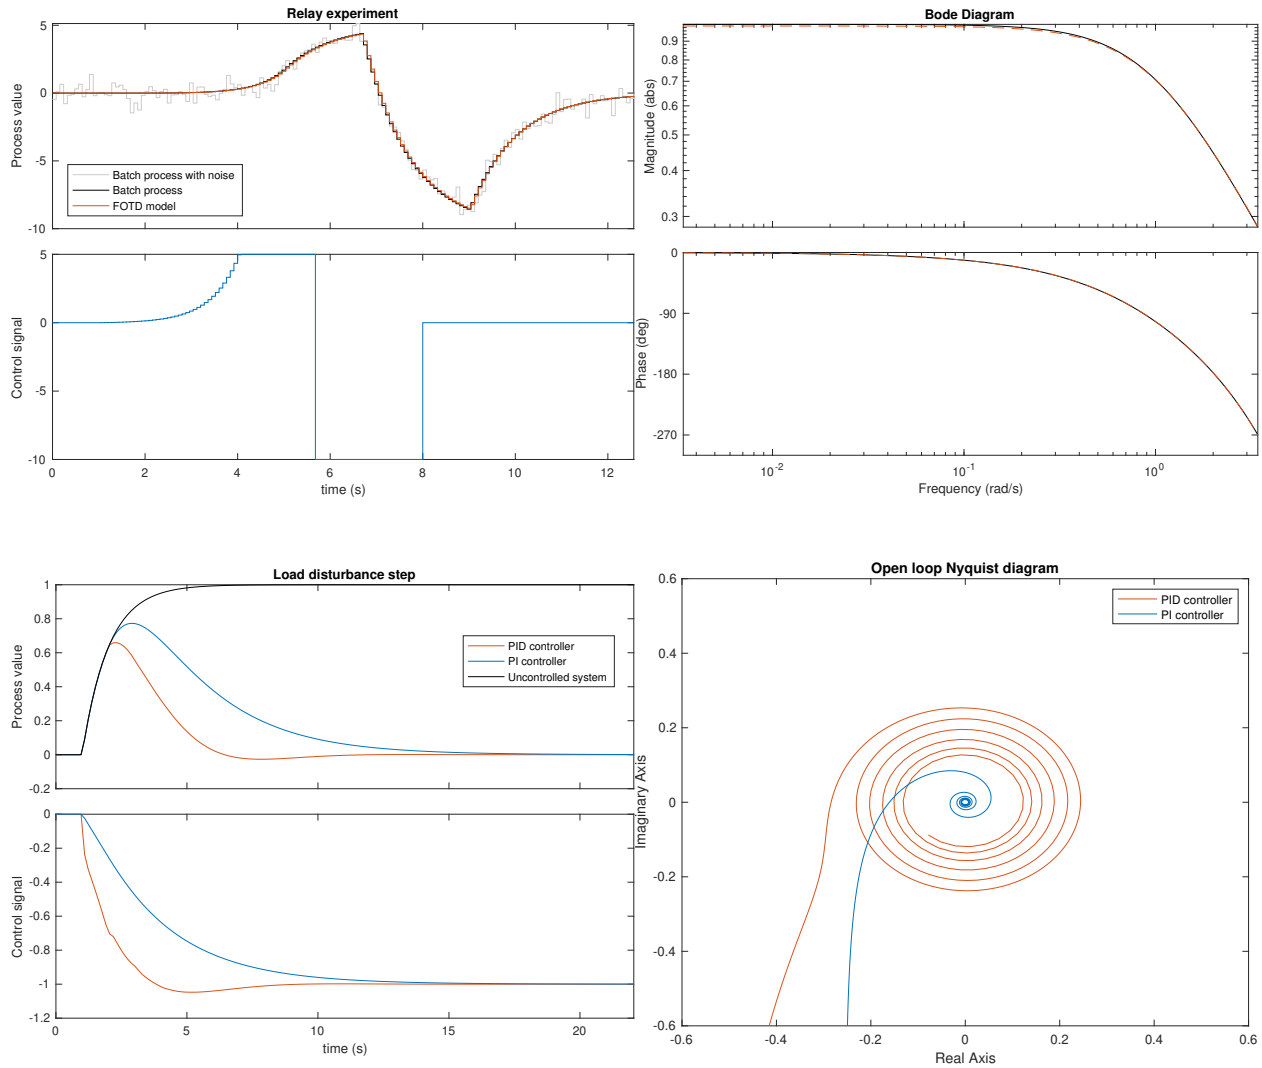 Relay experiment
5
0
-5
-10
Process value
Batch process with noise
Batch process
FOTD model
5
0
-5
-10
Control signal
0 2 4 6 8 10 12
time (s)
Bode Diagram
0.9
0.8
0.7
0.6
0.5
0.4
0.3
Magnitude (abs)
0
-90
-180
-270
Phase (deg)
10-2 10-1 100
Frequency (rad/s)
Load disturbance step
1
0.8
0.6
0.4
0.2
0
-0.2
Process value
PID controller
PI controller
Uncontrolled system
0
-0.2
-0.4
-0.6
-0.8
-1
-1.2
Control signal
0 5 10 15 20
time (s)
Open loop Nyquist diagram
PID controller
PI controller
0.6
0.4
0.2
0
-0.2
-0.4
-0.6
Imaginary Axis
-0.6 -0.4 -0.2 0 0.2 0.4 0.6
Real Axis